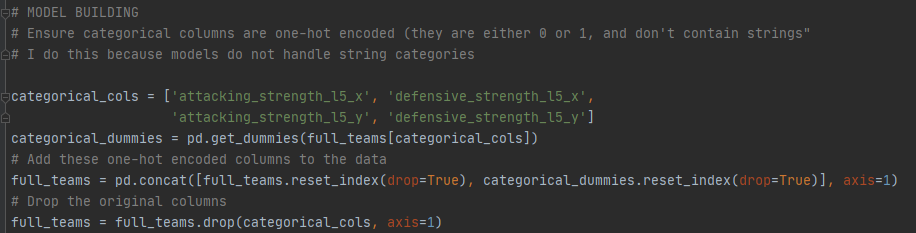 # MODEL BUILDING
# Ensure categorical columns are one-hot encoded (they are either 0 or 1, and don't contain strings"
# I do this because models do not handle string categories
categorical_cols = ['attacking_strength_l5_x', 'defensive_strength_l5_x',
'attacking_strength_l5_y', 'defensive_strength_l5_y']
categorical_dummies = pd.get_dummies(full_teams[categorical_cols])
# Add these one-hot encoded columns to the data
full_teams = pd.concat([full_teams.reset_index(drop=True), categorical_dummies.reset_index(drop=True)], axis=1)
# Drop the original columns
full_teams = full_teams.drop(categorical_cols, axis=1)